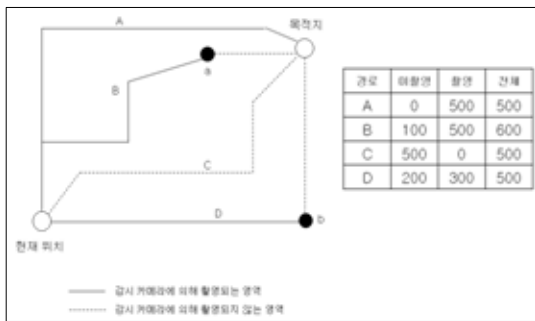 A
목적지
a
B
C
D
b
현재 위치
경로 미촬영 촬영 전체
A 0 500 500
B 100 500 600
C 500 0 500
D 200 300 500
감시 카메라에 의해 촬영되는 영역
감시 카메라에 의해 촬영되지 않는 영역